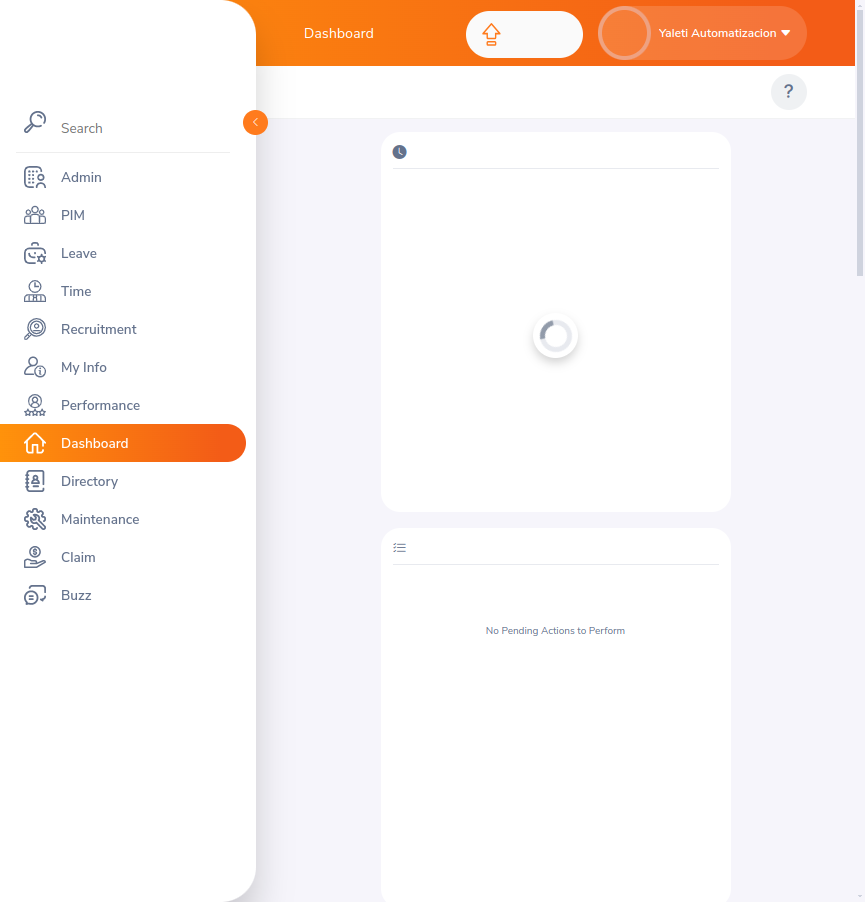 Dashboard
Yaleti Automatizacion
?
Search
Admin
PIM
Leave
Time
Recruitment
My Info
Performance
Dashboard
Directory
Maintenance
Claim
Buzz
No Pending Actions to Perform